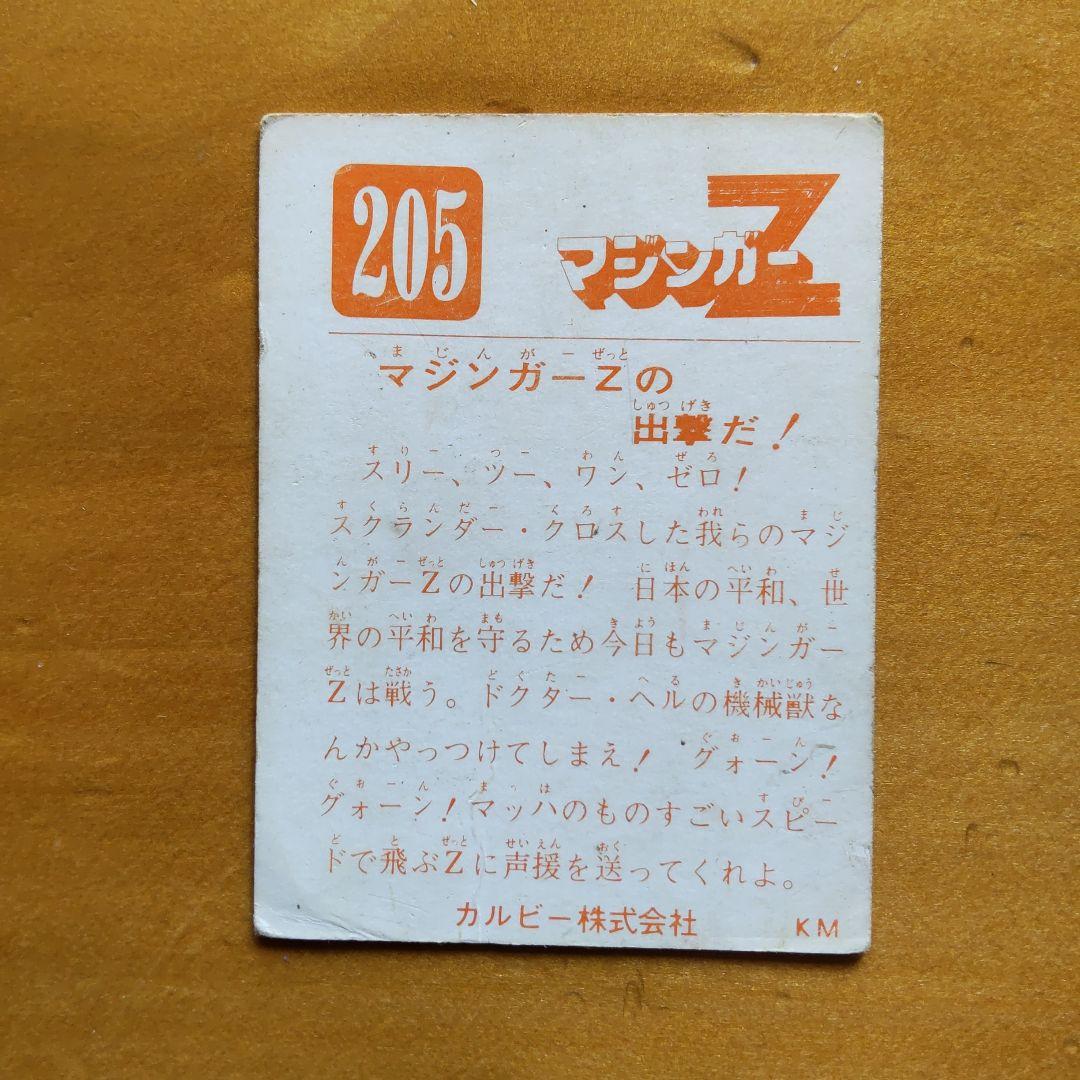 205
マジンガーZ
マジンガーZの
出撃だ!
スリー、ツー、ワン、ゼロ!
スクランダー・クロスした我らのマジ
ンガーZの出撃だ! 日本の平和、世
界の平和を守るため今日もマジンガー
Zは戦う。ドクター・ヘルの機械獣な
んかやっつけてしまえ! グォーン!
グォーン!マッハのものすごいスピー
ドで飛ぶZに声援を送ってくれよ。
カルビー株式会社 KM